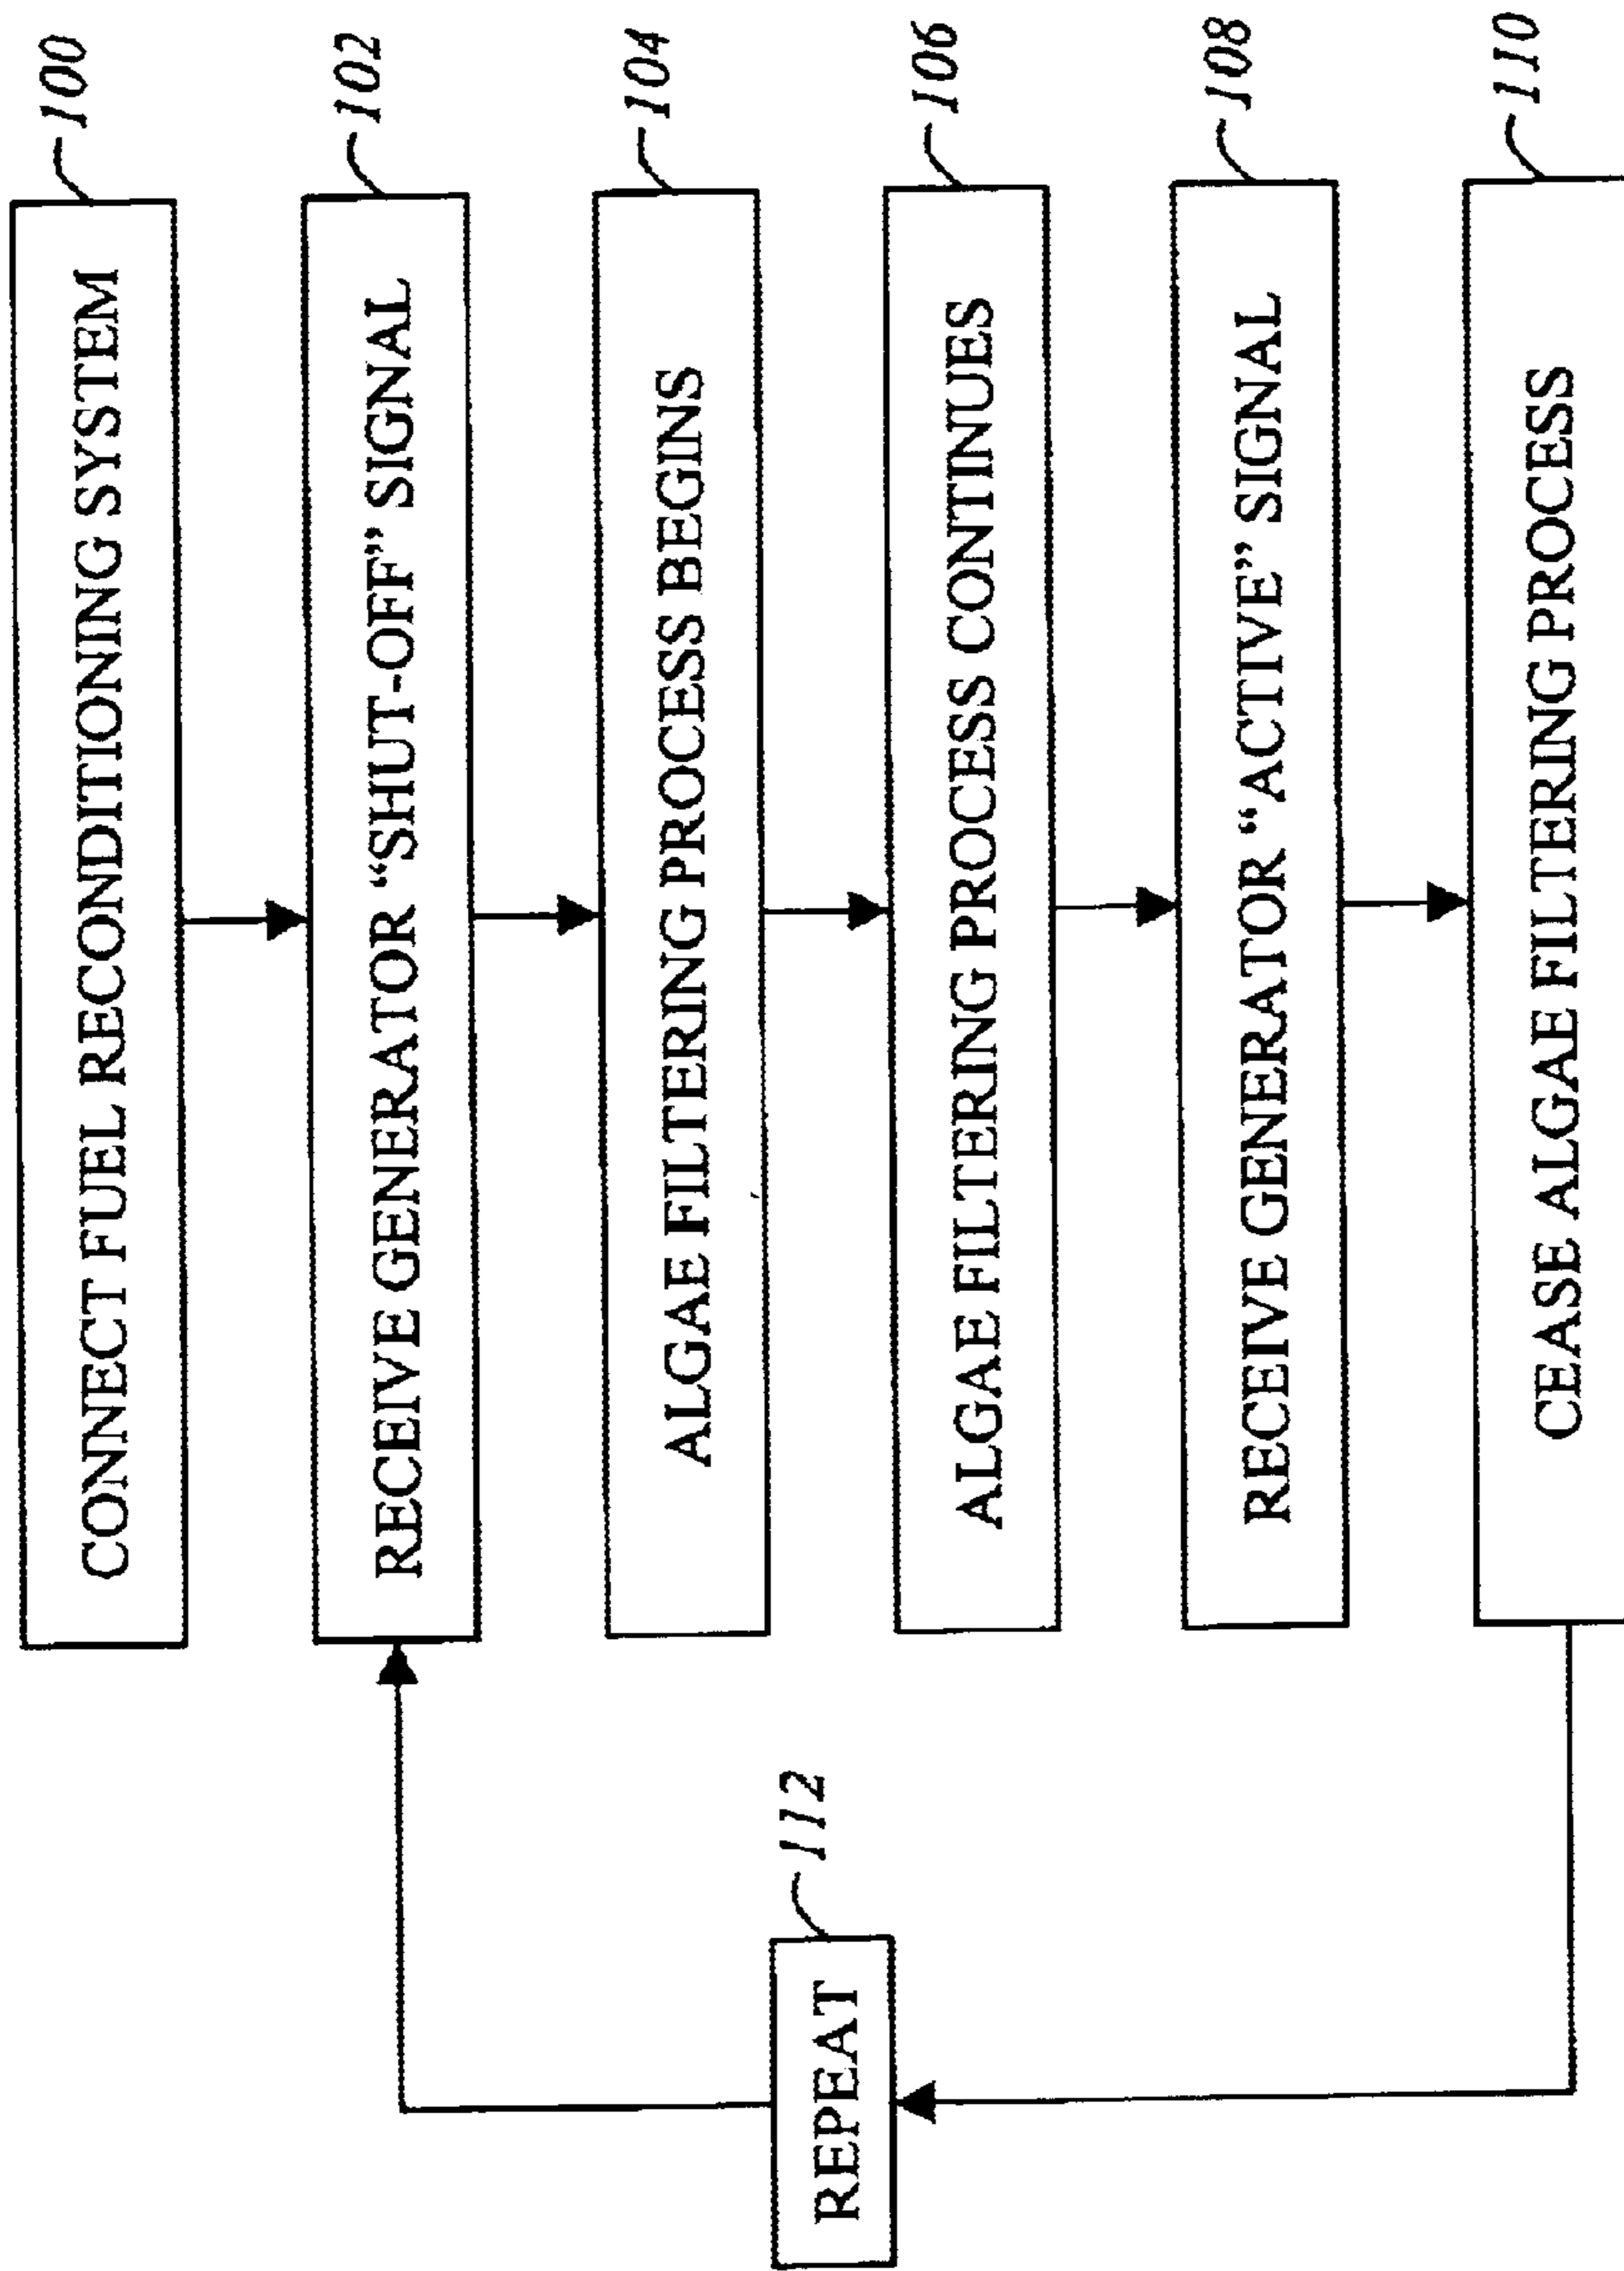 CONNECT FUEL RECONDITIONING SYSTEM
100
RECEIVE GENERATOR “SHUT-OFF” SIGNAL
102
ALGAE FILTERING PROCESS BEGINS
104
ALGAE FILTERING PROCESS CONTINUES
106
RECEIVE GENERATOR “ACTIVE” SIGNAL
108
CEASE ALGAE FILTERING PROCESS
110
REPEAT
112